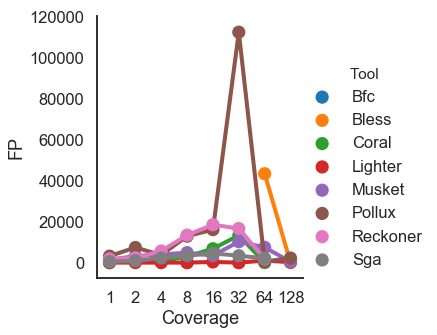 120000
100000
80000
60000
40000
20000
0
FP
1 2 4 8 16 32 64 128
Coverage
Tool
Bfc
Bless
Coral
Lighter
Musket
Pollux
Reckoner
Sga